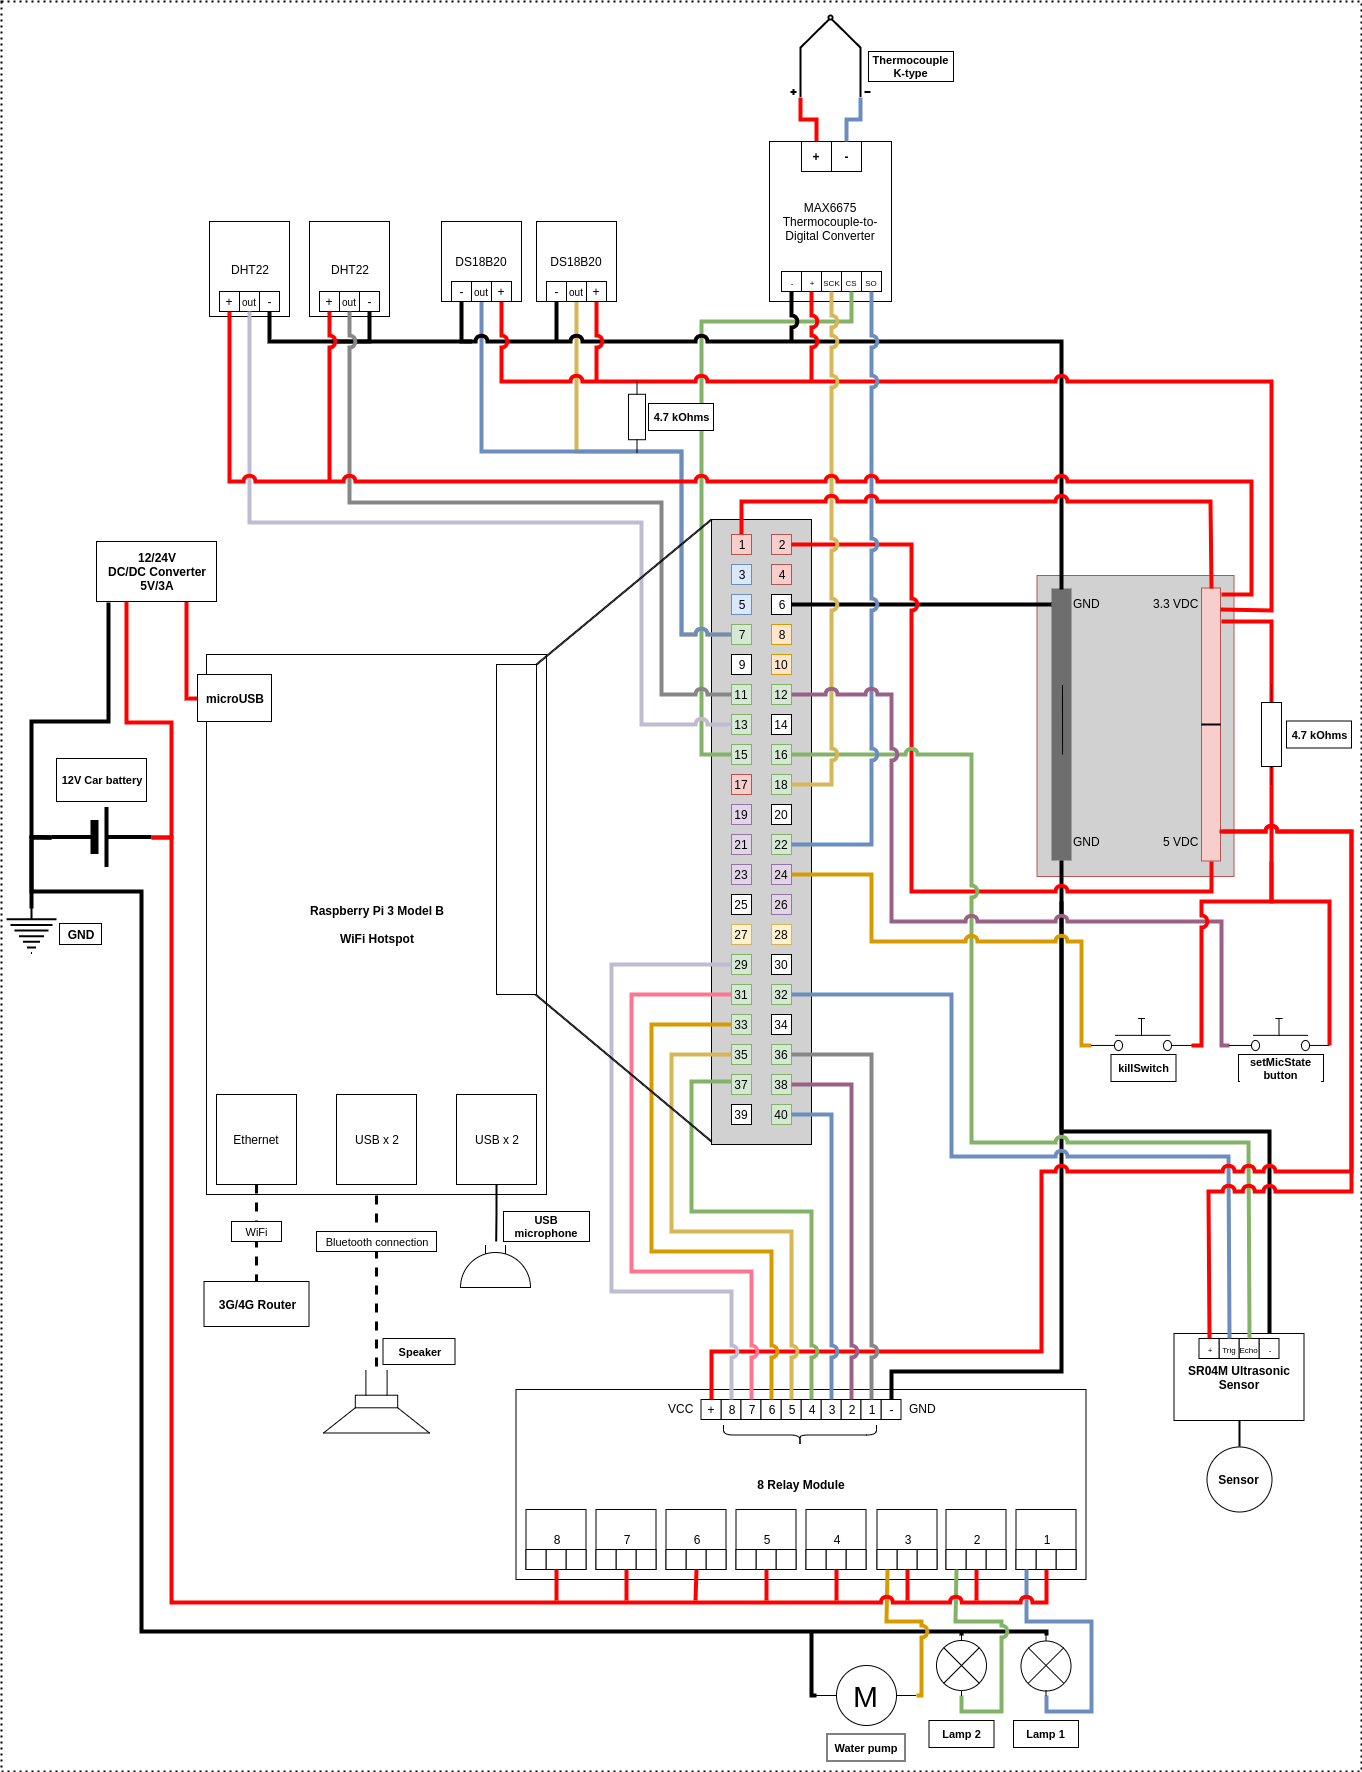 Thermocouple
K-type
+
-
+
-
MAX6675
Thermocouple-to-
Digital Converter
-
+
SCK
CS
SO
DHT22
+
out
-
DHT22
+
out
-
DS18B20
-
out
+
DS18B20
-
out
+
4.7 kOhms
12/24V
DC/DC Converter
5V/3A
microUSB
12V Car battery
GND
Raspberry Pi 3 Model B
WiFi Hotspot
Ethernet
USB x 2
USB x 2
WiFi
3G/4G Router
Bluetooth connection
Speaker
USB
microphone
1 2
3 4
5 6
7 8
9 10
11 12
13 14
15 16
17 18
19 20
21 22
23 24
25 26
27 28
29 30
31 32
33 34
35 36
37 38
39 40
GND
3.3 VDC
GND
5 VDC
4.7 kOhms
killSwitch
setMicState
button
+
Trig
Echo
-
SR04M Ultrasonic
Sensor
Sensor
VCC
+
8
7
6
5
4
3
2
1
-
GND
8 Relay Module
8
7
6
5
4
3
2
1
M
Water pump
Lamp 2
Lamp 1